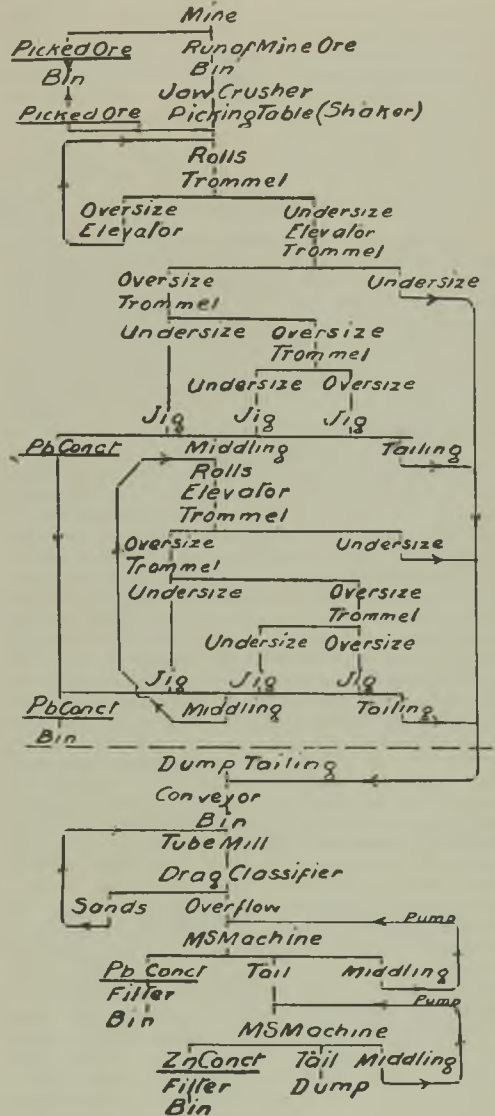 Mine
Picked Ore Run of Mine Ore
Bin Bin
Jaw Crusher
Picked Ore Picking Table (Shaker)
Rolls
Trommel
Oversize Undersize
Elevator Elevator
Trommel
Oversize Undersize
Trommel
Undersize Oversize
Trommel
Undersize Oversize
Jig Jig Jig
Pb Conct Middling Tailing
Rolls
Elevator
Trommel
Oversize Undersize
Trommel
Undersize Oversize
Trommel
Undersize Oversize
Jig Jig Jig
Pb Conct Middling Tailing
Bin
Dump Tailing
Conveyor
Bin
Tube Mill
Drag Classifier
Sands Overflow
Pump
MS Machine
Pb Conct Tail Middling
Filter
Bin
Pump
MS Machine
Zn Conct Tail Middling
Filter Dump
Bin